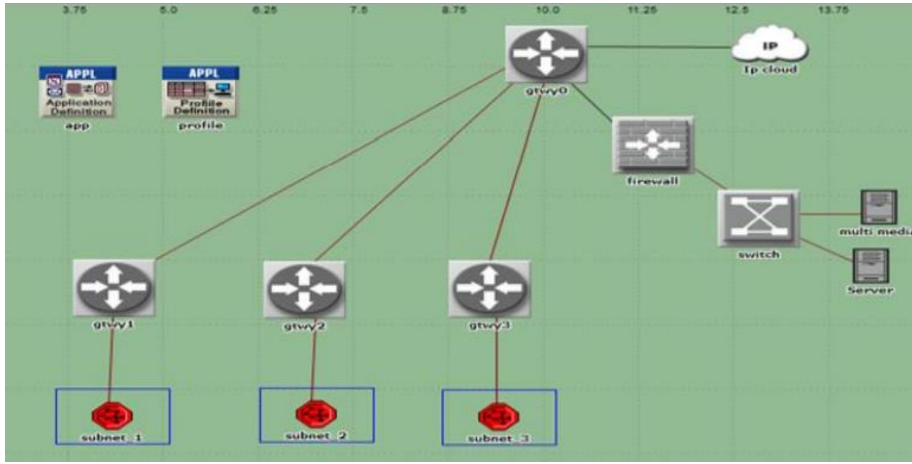 3.75 5.0 6.25 7.5 8.75 10.0 11.25 12.5 13.75
IP
Ip cloud
gtwy0
APPL
Application
Definition
app
APPL
Profile
Definition
profile
firewall
switch
multi media
Server
gtwy1
gtwy2
gtwy3
subnet_1
subnet_2
subnet_3